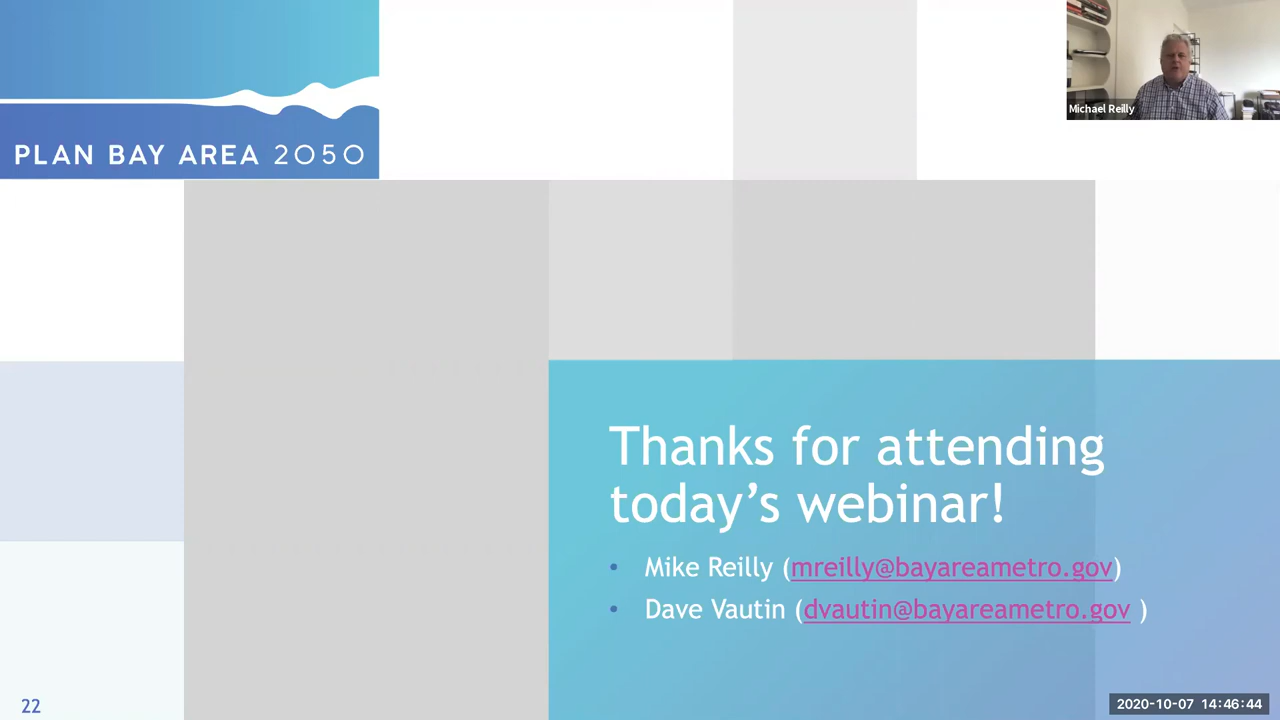 PLAN BAY AREA 2050
Michael Reilly
Thanks for attending
today’s webinar!
• Mike Reilly (mreilly@bayareametro.gov)
• Dave Vautin (dvautin@bayareametro.gov )
22
2020-10-07 14:46:44